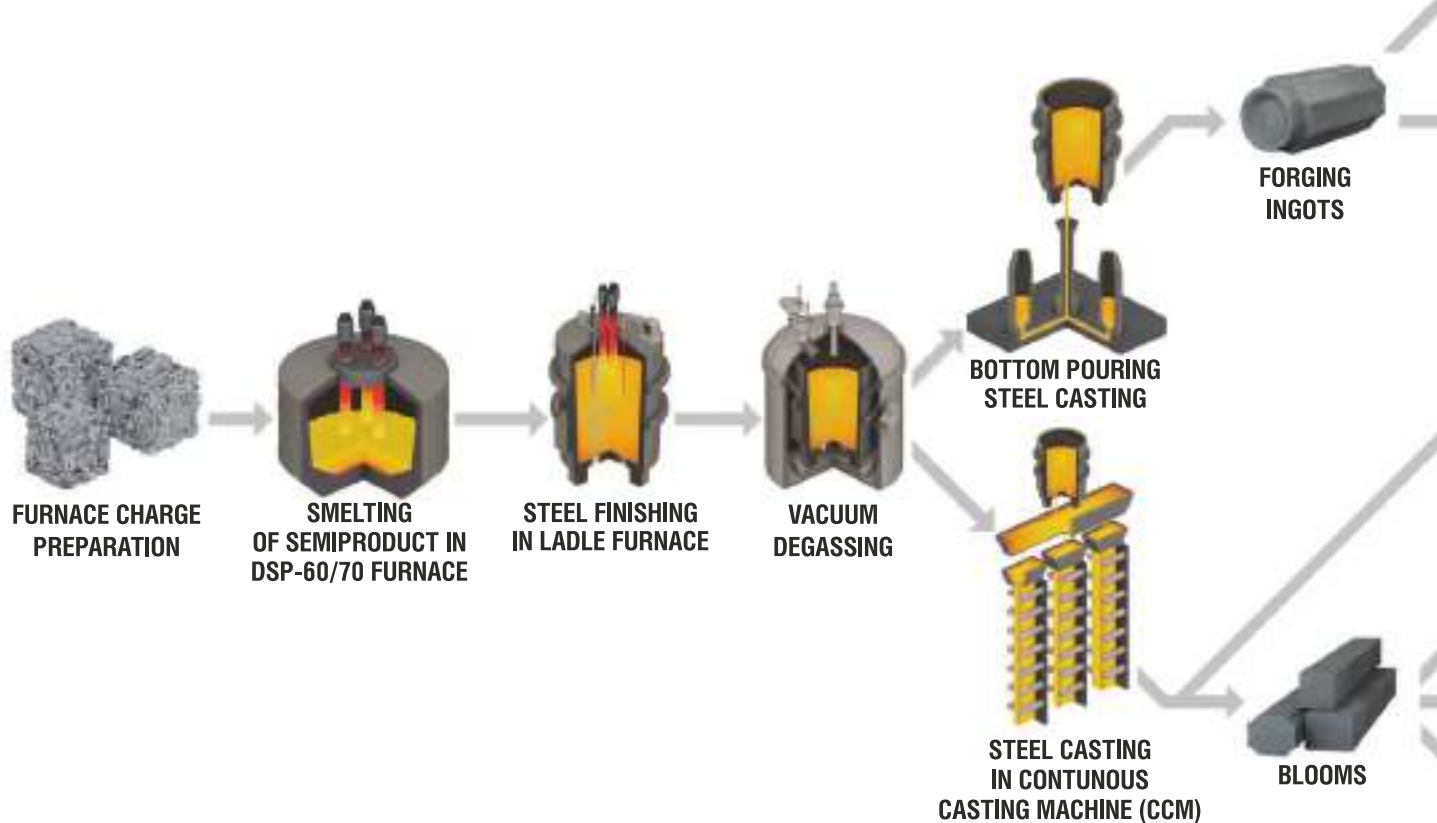 FORGING
INGOTS
BOTTOM POURING
STEEL CASTING
FURNACE CHARGE
PREPARATION
SMELTING
OF SEMIPRODUCT IN
DSP-60/70 FURNACE
STEEL FINISHING
IN LADLE FURNACE
VACUUM
DEGASSING
STEEL CASTING
IN CONTUNOUS
CASTING MACHINE (CCM)
BLOOMS